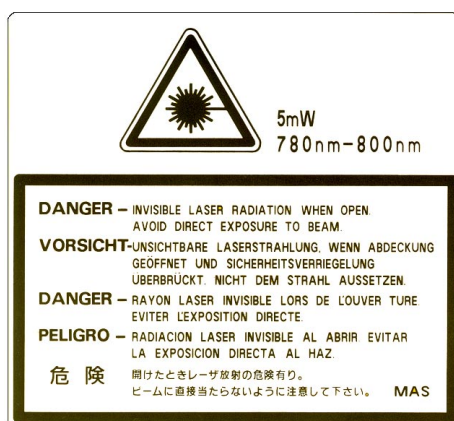 5mW
780nm-800nm
DANGER – INVISIBLE LASER RADIATION WHEN OPEN.
AVOID DIRECT EXPOSURE TO BEAM.
VORSICHT-UNSICHTBARE LASERSTRAHLUNG, WENN ABDECKUNG
GEÖFFNET UND SICHERHEITSVERRIEGELUNG
ÜBERBRÜCKT. NICHT DEM STRAHL AUSSETZEN.
DANGER – RAYON LASER INVISIBLE LORS DE L'OUVER TURE.
EVITER L'EXPOSITION DIRECTE.
PELIGRO – RADIACION LASER INVISIBLE AL ABRIR. EVITAR
LA EXPOSICION DIRECTA AL HAZ.
危険 開けたときレーザ放射の危険有り。
ビームに直接当たらないように注意して下さい。 MAS